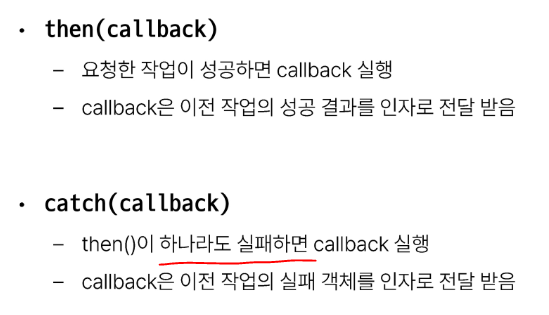 • then(callback)
– 요청한 작업이 성공하면 callback 실행
– callback은 이전 작업의 성공 결과를 인자로 전달 받음
• catch(callback)
– then()이 하나라도 실패하면 callback 실행
– callback은 이전 작업의 실패 객체를 인자로 전달 받음